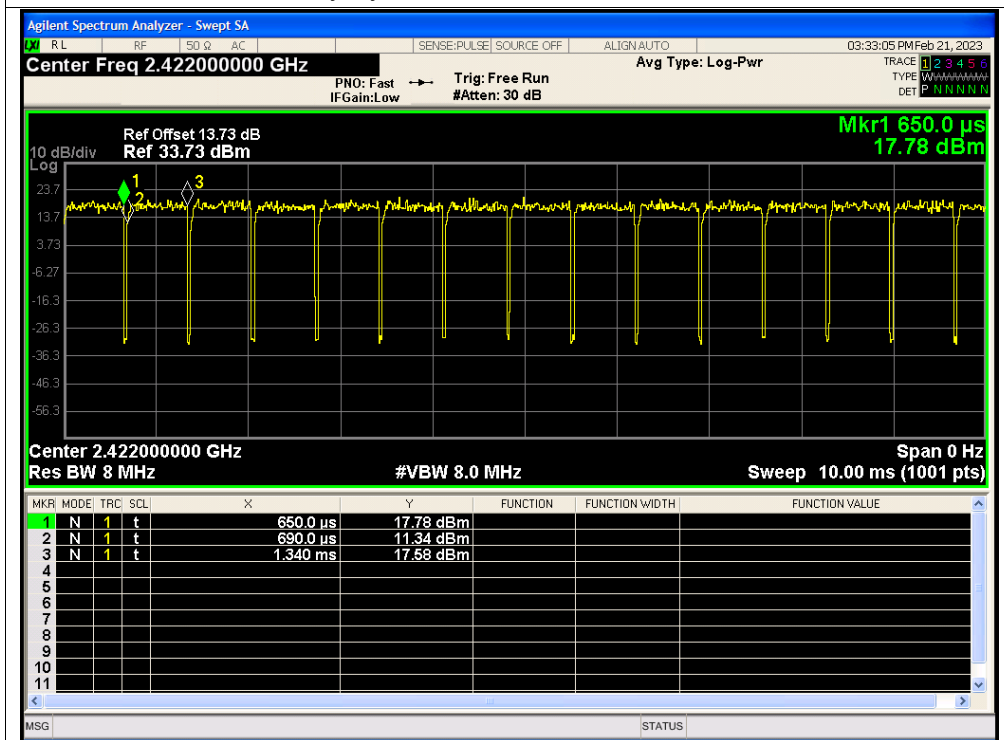 Agilent Spectrum Analyzer - Swept SA
LXI RL RF 50 Ω AC SENSE:PULSE SOURCE OFF ALIGN AUTO 03:33:05 PM Feb 21, 2023
Center Freq 2.422000000 GHz Avg Type: Log-Pwr TRACE 1 2 3 4 5 6
PNO: Fast Trig: Free Run TYPE WWWWWW
IFGain:Low #Atten: 30 dB DET P N N N N N
Mkr1 650.0 µs
Ref Offset 13.73 dB
10 dB/div Ref 33.73 dBm 17.78 dBm
Log
1
2
3
23.7
13.7
3.73
-6.27
-16.3
-26.3
-36.3
-46.3
-56.3
Center 2.422000000 GHz Span 0 Hz
Res BW 8 MHz #VBW 8.0 MHz Sweep 10.00 ms (1001 pts)
MKR MODE TRC SCL X Y FUNCTION FUNCTION WIDTH FUNCTION VALUE
1 N 1 t 650.0 µs 17.78 dBm
2 N 1 t 690.0 µs 11.34 dBm
3 N 1 t 1.340 ms 17.58 dBm
4
5
6
7
8
9
10
11
MSG STATUS